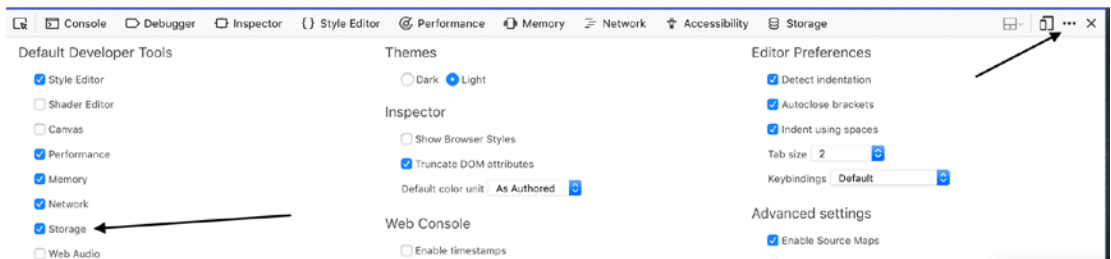 Console Debugger Inspector {} Style Editor Performance Memory Network Accessibility Storage
Default Developer Tools
Style Editor
Shader Editor
Canvas
Performance
Memory
Network
Storage
Web Audio
Themes
Dark Light
Inspector
Show Browser Styles
Truncate DOM attributes
Default color unit As Authored
Web Console
Enable timestamps
Editor Preferences
Detect indentation
Autoclose brackets
Indent using spaces
Tab size 2
Keybindings Default
Advanced settings
Enable Source Maps